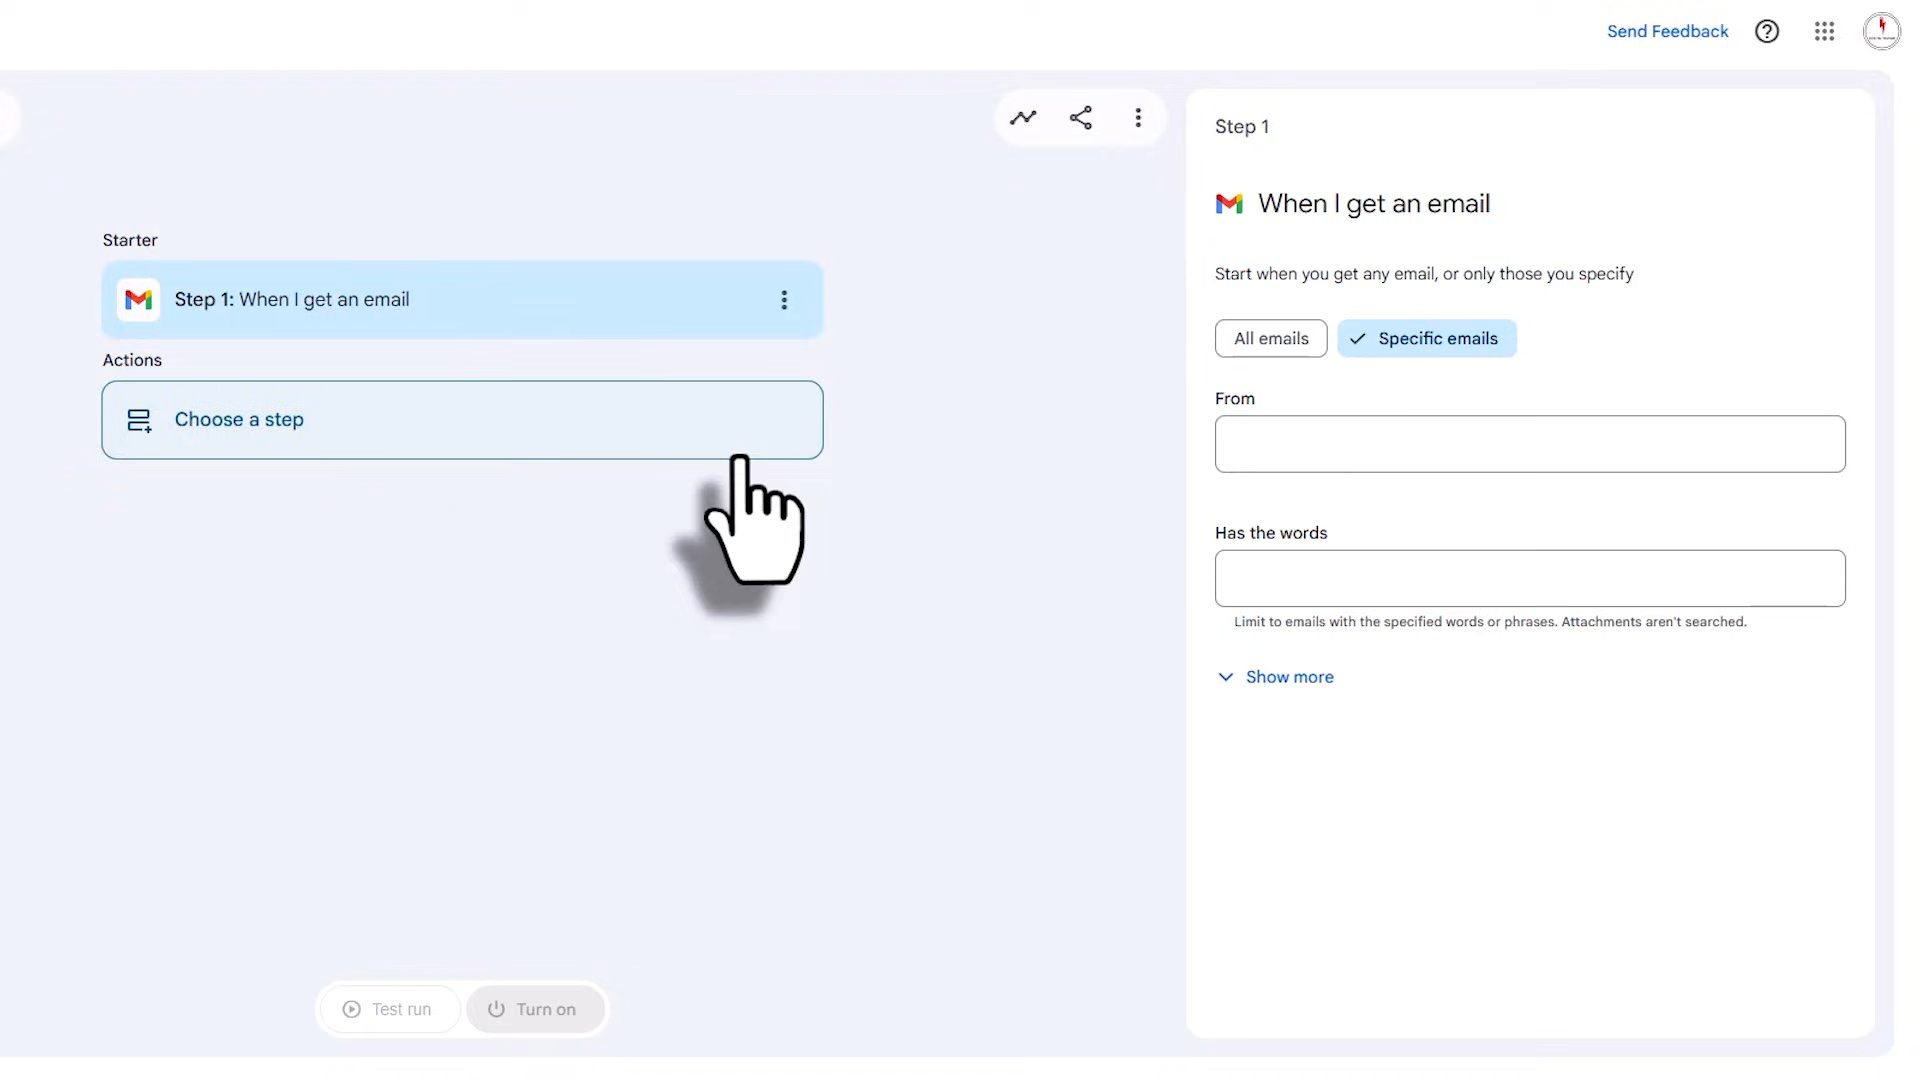 Send Feedback
Step 1
When I get an email
Start when you get any email, or only those you specify
All emails
Specific emails
From
Has the words
Limit to emails with the specified words or phrases. Attachments aren't searched.
Show more
Starter
Step 1: When I get an email
Actions
Choose a step
Test run
Turn on